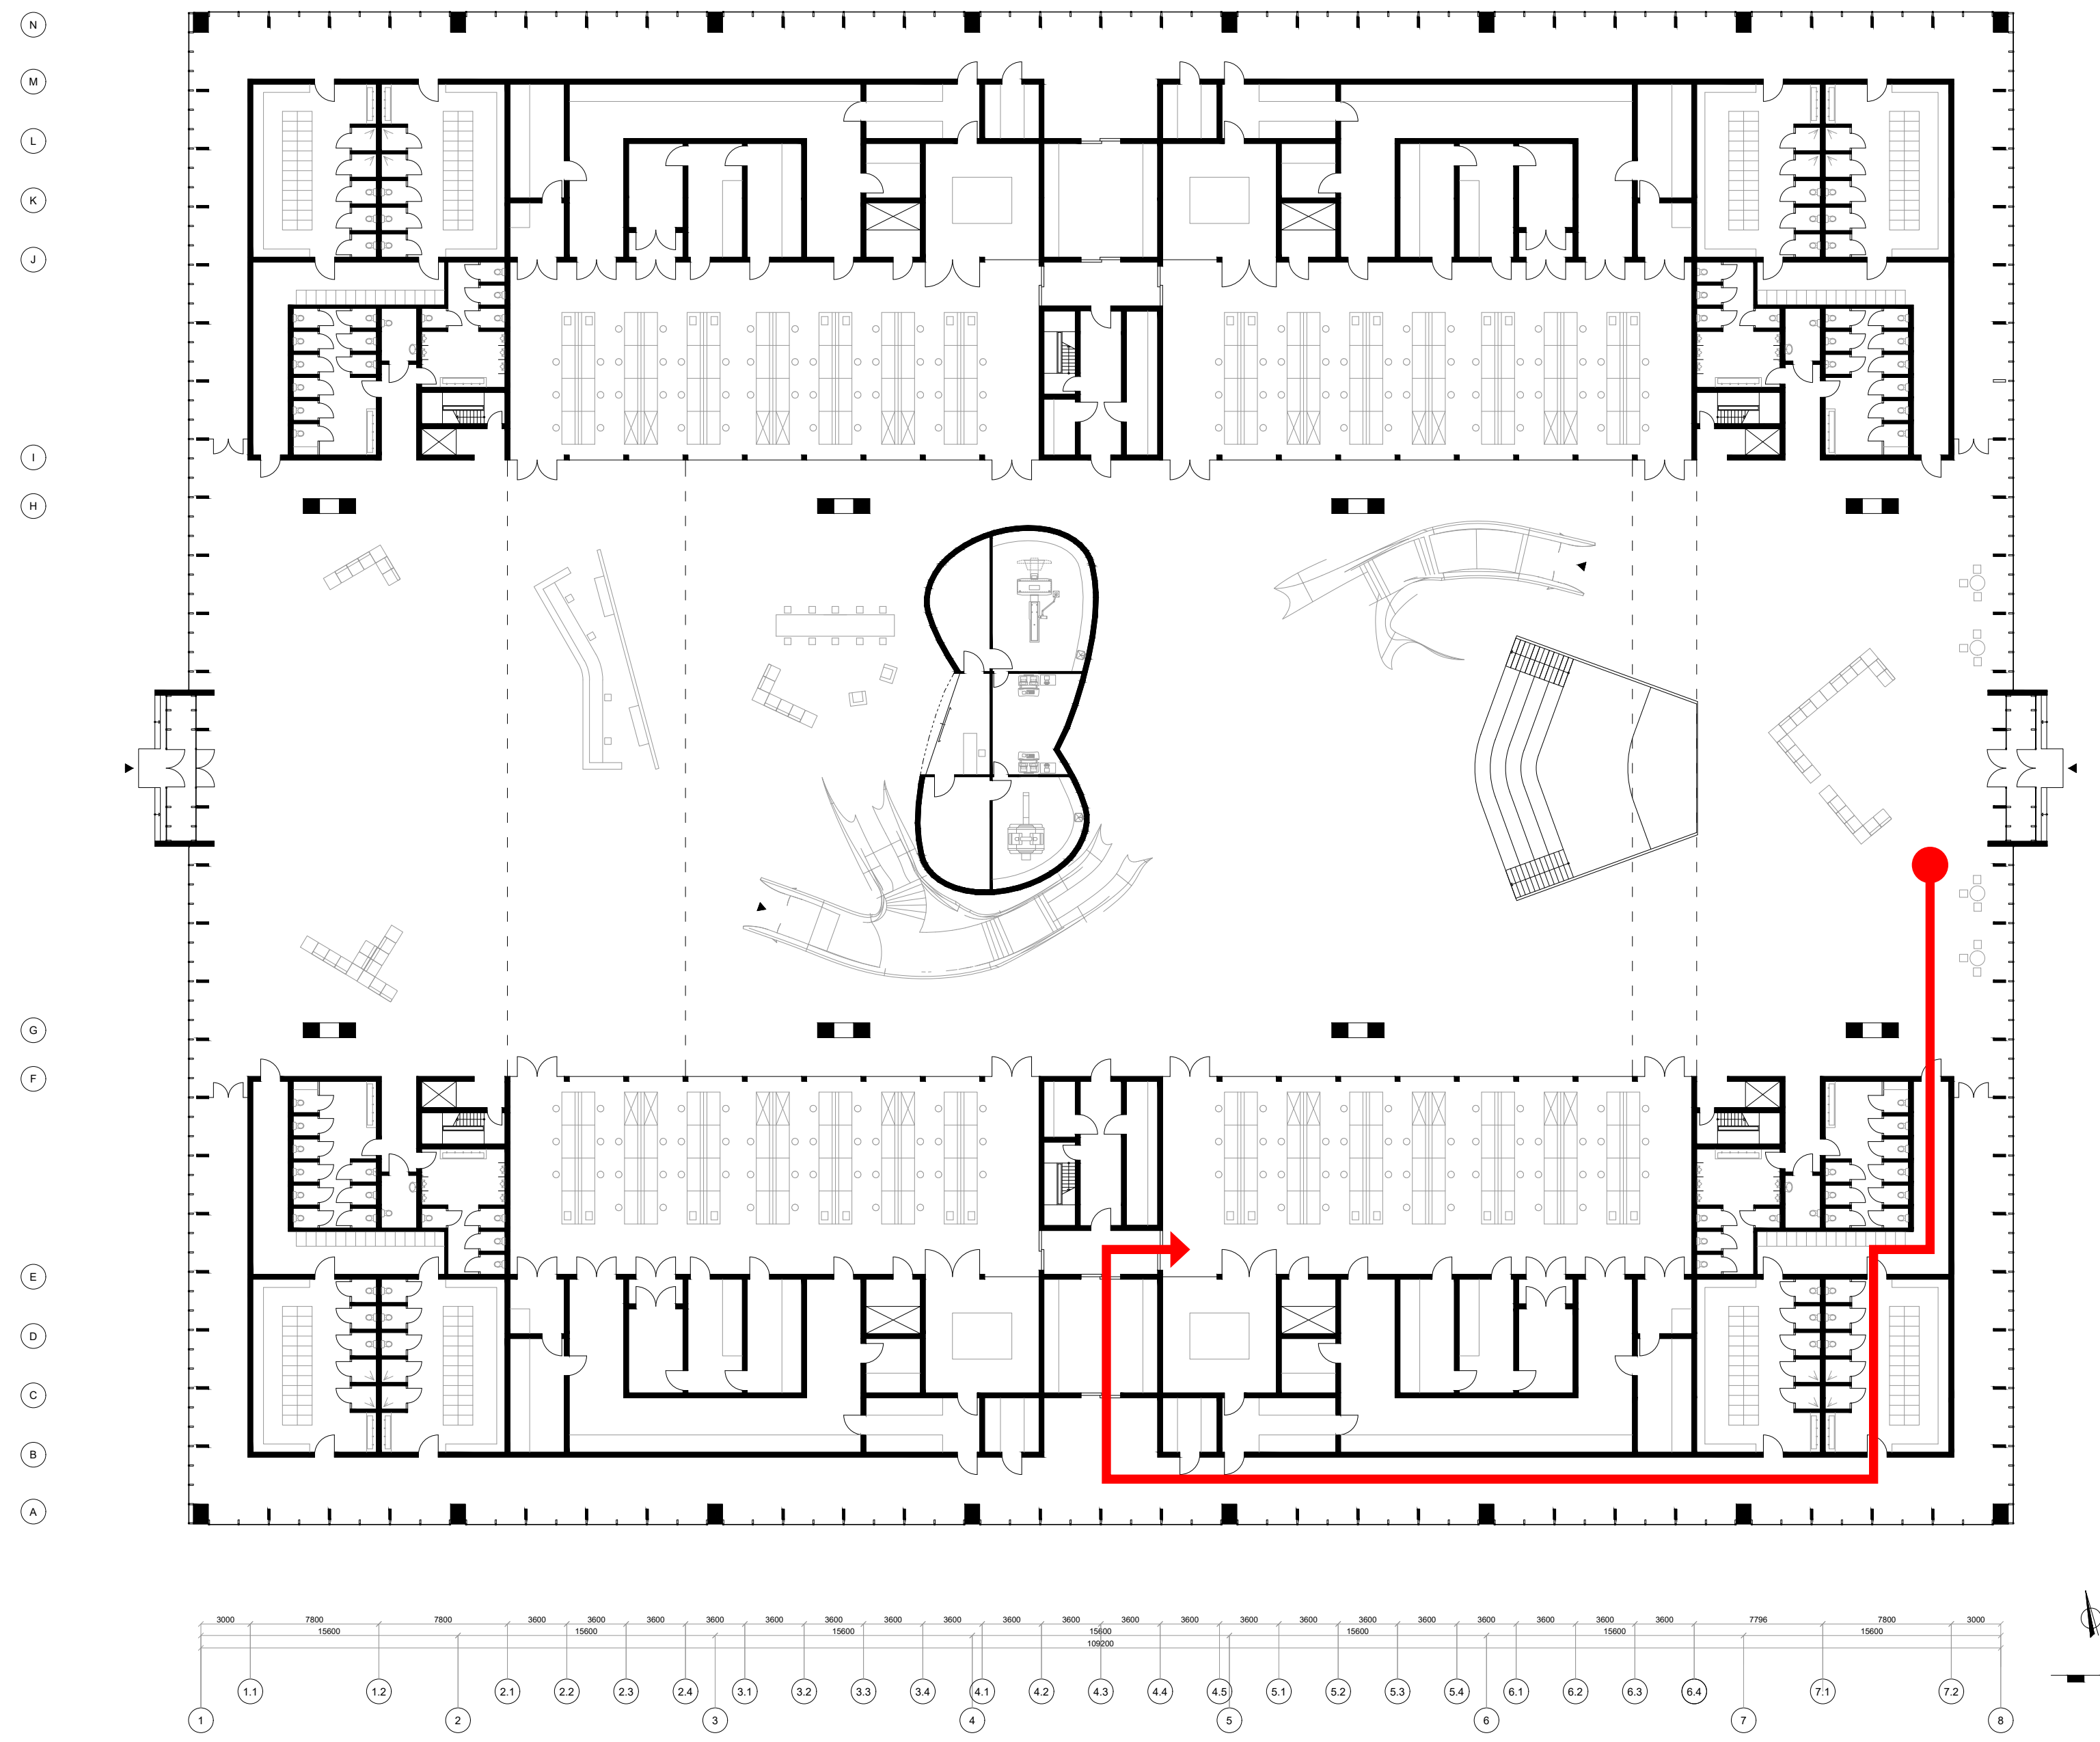 N
M
L
K
J
I
H
G
F
E
D
C
B
A
3000 7800 7800 3600 3600 3600 3600 3600 3600 3600 3600 3600 3600 3600 3600 3600 3600 3600 3600 3600 3600 3600 3600 7796 7800 3000
15600 15600 15600 15600 15600 15600 15600
109200
1.1 1.2 2.1 2.2 2.3 2.4 3.1 3.2 3.3 3.4 4.1 4.2 4.3 4.4 4.5 5.1 5.2 5.3 5.4 6.1 6.2 6.3 6.4 7.1 7.2
1 2 3 4 5 6 7 8